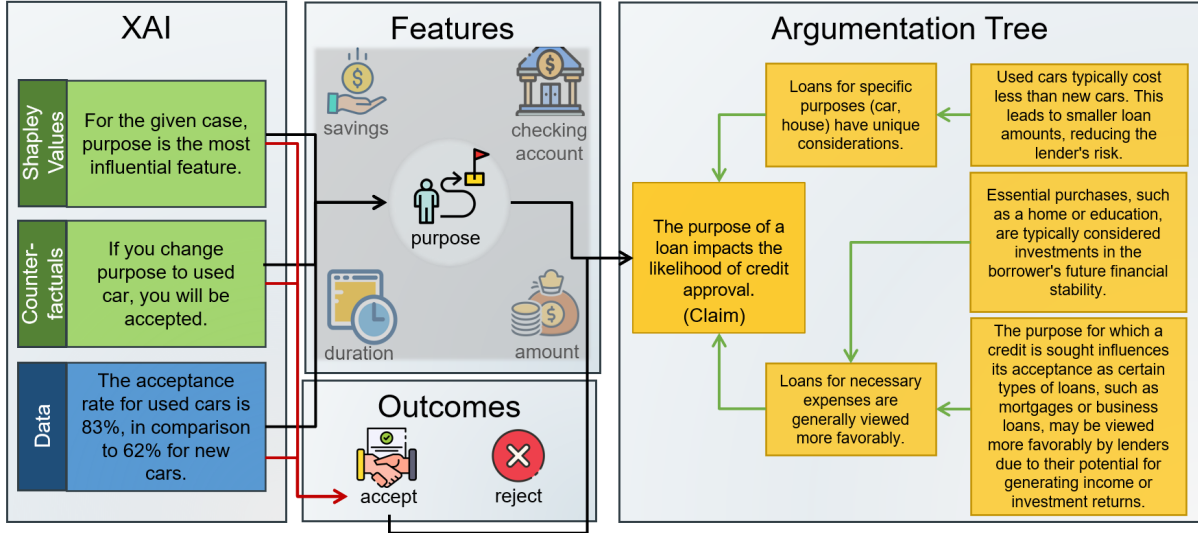 XAI
Shapley
Values
For the given case,
purpose is the most
influential feature.
Counter-
factuals
If you change
purpose to used
car, you will be
accepted.
Data
The acceptance
rate for used cars is
83%, in comparison
to 62% for new
cars.
Features
savings
checking
account
purpose
duration
amount
Outcomes
accept
reject
Argumentation Tree
The purpose of a
loan impacts the
likelihood of credit
approval.
(Claim)
Loans for specific
purposes (car,
house) have unique
considerations.
Used cars typically cost
less than new cars. This
leads to smaller loan
amounts, reducing the
lender's risk.
Essential purchases, such
as a home or education,
are typically considered
investments in the
borrower's future financial
stability.
Loans for necessary
expenses are
generally viewed
more favorably.
The purpose for which a
credit is sought influences
its acceptance as certain
types of loans, such as
mortgages or business
loans, may be viewed
more favorably by lenders
due to their potential for
generating income or
investment returns.